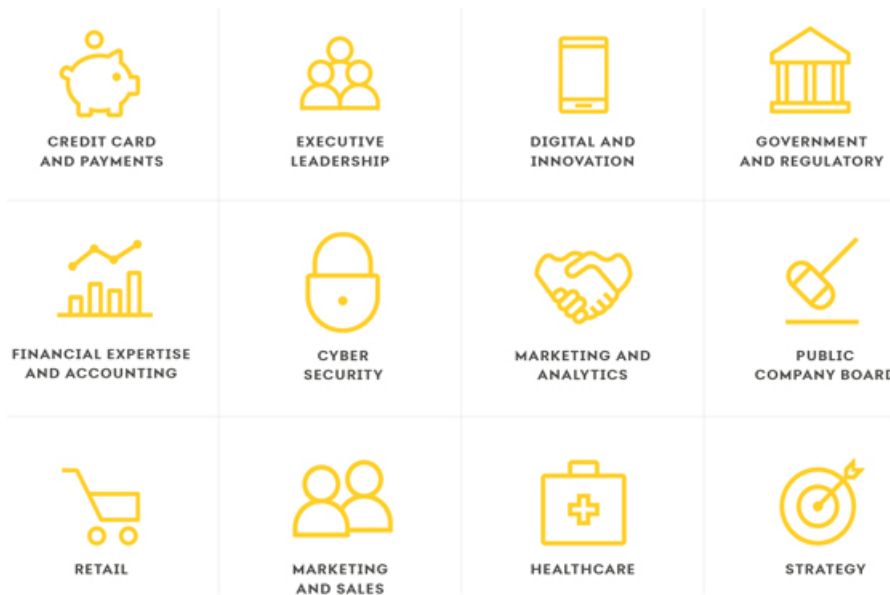 CREDIT CARD
AND PAYMENTS
EXECUTIVE
LEADERSHIP
DIGITAL AND
INNOVATION
GOVERNMENT
AND REGULATORY
FINANCIAL EXPERTISE
AND ACCOUNTING
CYBER
SECURITY
MARKETING AND
ANALYTICS
PUBLIC
COMPANY BOARD
RETAIL
MARKETING
AND SALES
HEALTHCARE
STRATEGY